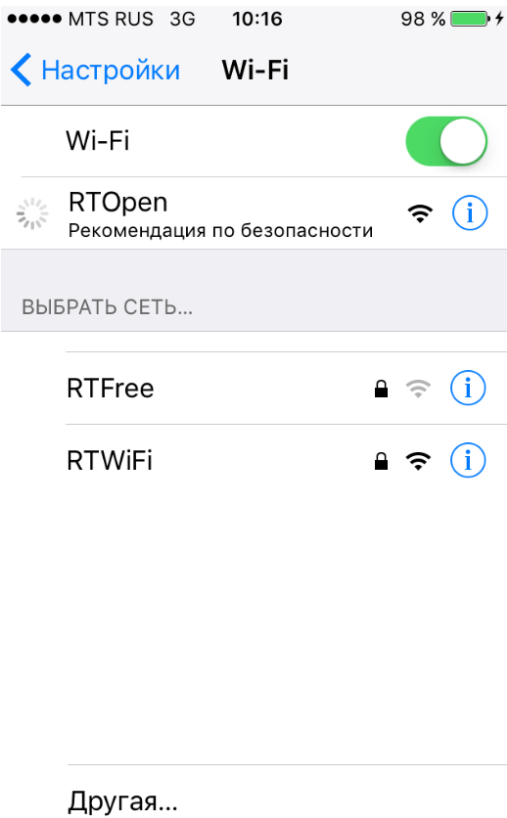 MTS RUS 3G 10:16 98 %
Настройки Wi-Fi
Wi-Fi
RTOpen
Рекомендация по безопасности
ВЫБРАТЬ СЕТЬ...
RTFree
RTWiFi
Другая...